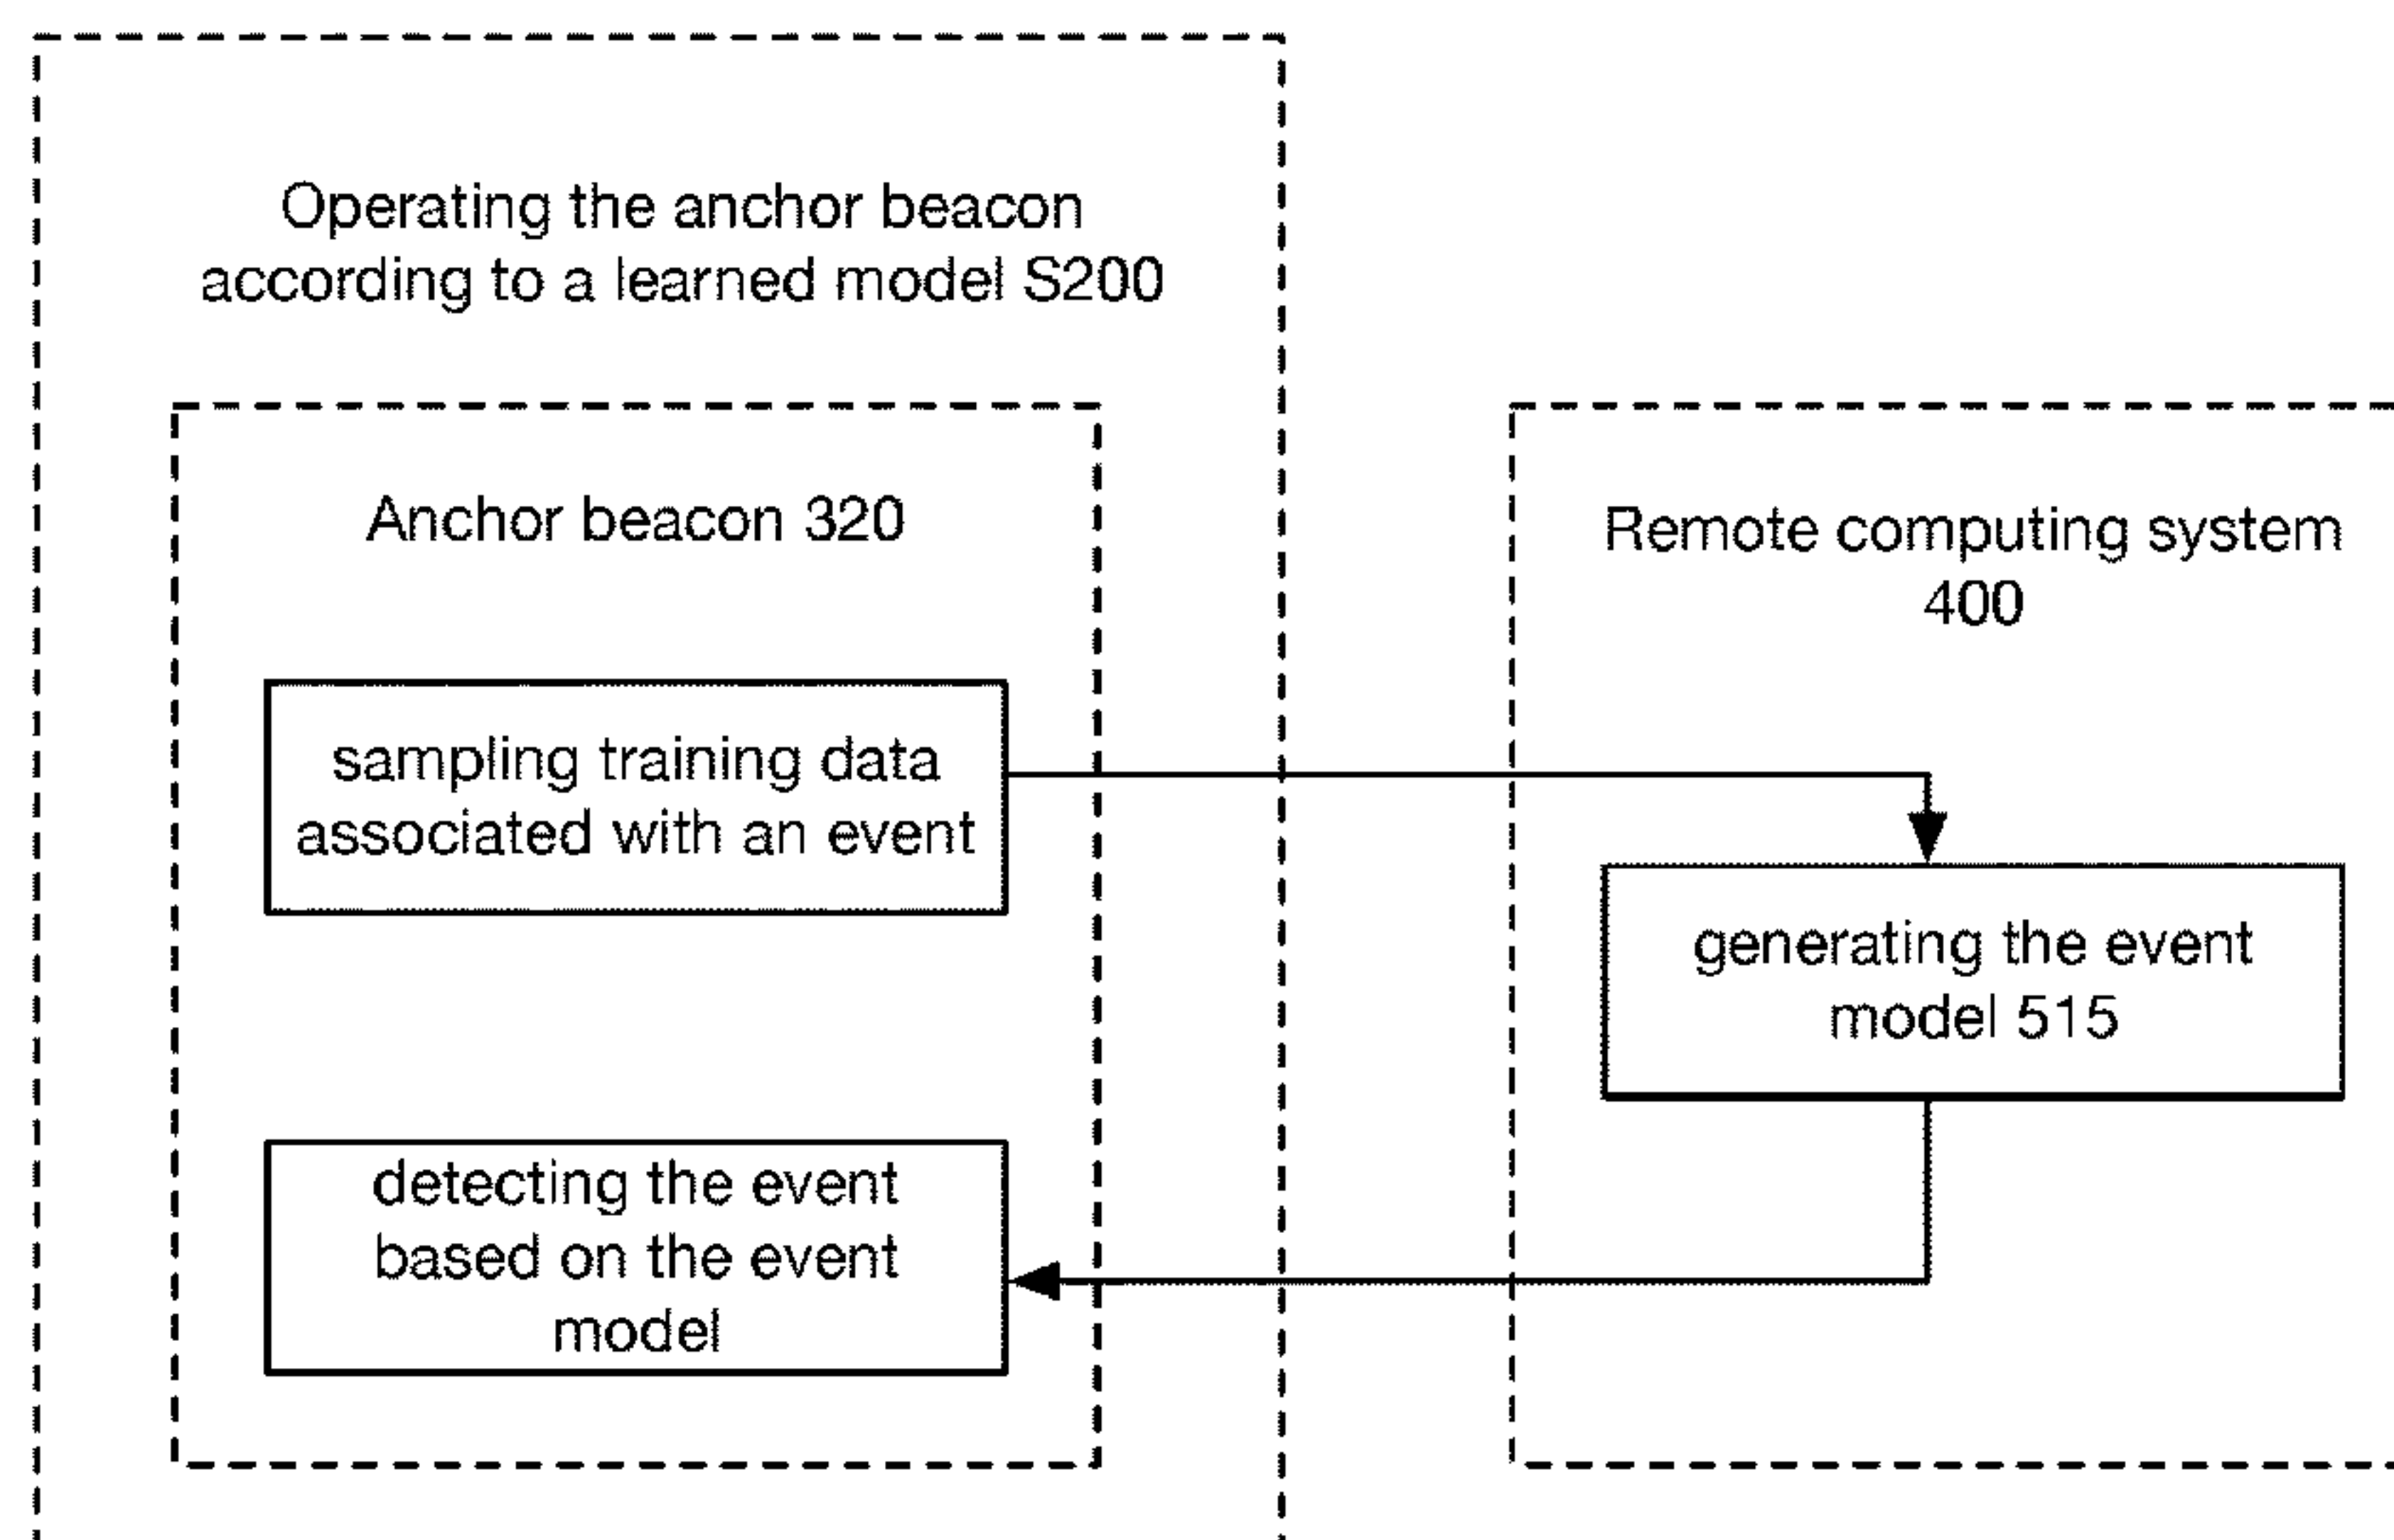 Operating the anchor beacon
according to a learned model S200
Anchor beacon 320
Remote computing system
400
sampling training data
associated with an event
generating the event
model 515
detecting the event
based on the event
model